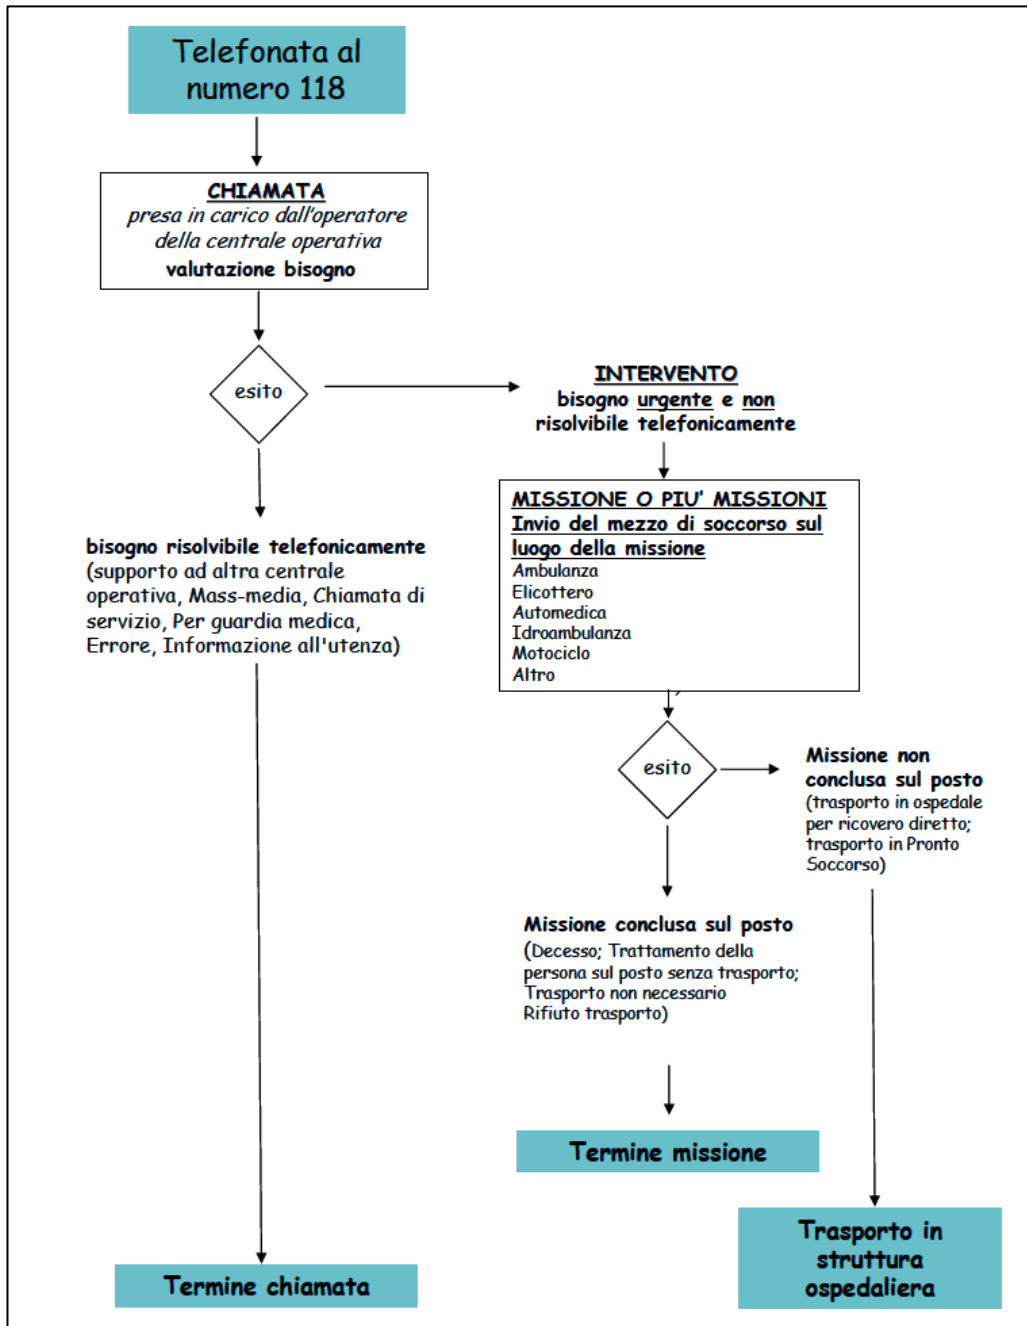 Telefonata al
numero 118
CHIAMATA
presa in carico dall'operatore
della centrale operativa
valutazione bisogno
esito
INTERVENTO
bisogno urgente e non
risolvibile telefonicamente
MISSIONE O PIU' MISSIONI
Invio del mezzo di soccorso sul
luogo della missione
Ambulanza
Elicottero
Automedica
Idroambulanza
Motociclo
Altro
bisogno risolvibile telefonicamente
(supporto ad altra centrale
operativa, Mass-media, Chiamata di
servizio, Per guardia medica,
Errore, Informazione all'utenza)
esito
Missione non
conclusa sul posto
(trasporto in ospedale
per ricovero diretto;
trasporto in Pronto
Soccorso)
Missione conclusa sul posto
(Decesso; Trattamento della
persona sul posto senza trasporto;
Trasporto non necessario
Rifiuto trasporto)
Termine missione
Trasporto in
struttura
ospedaliera
Termine chiamata